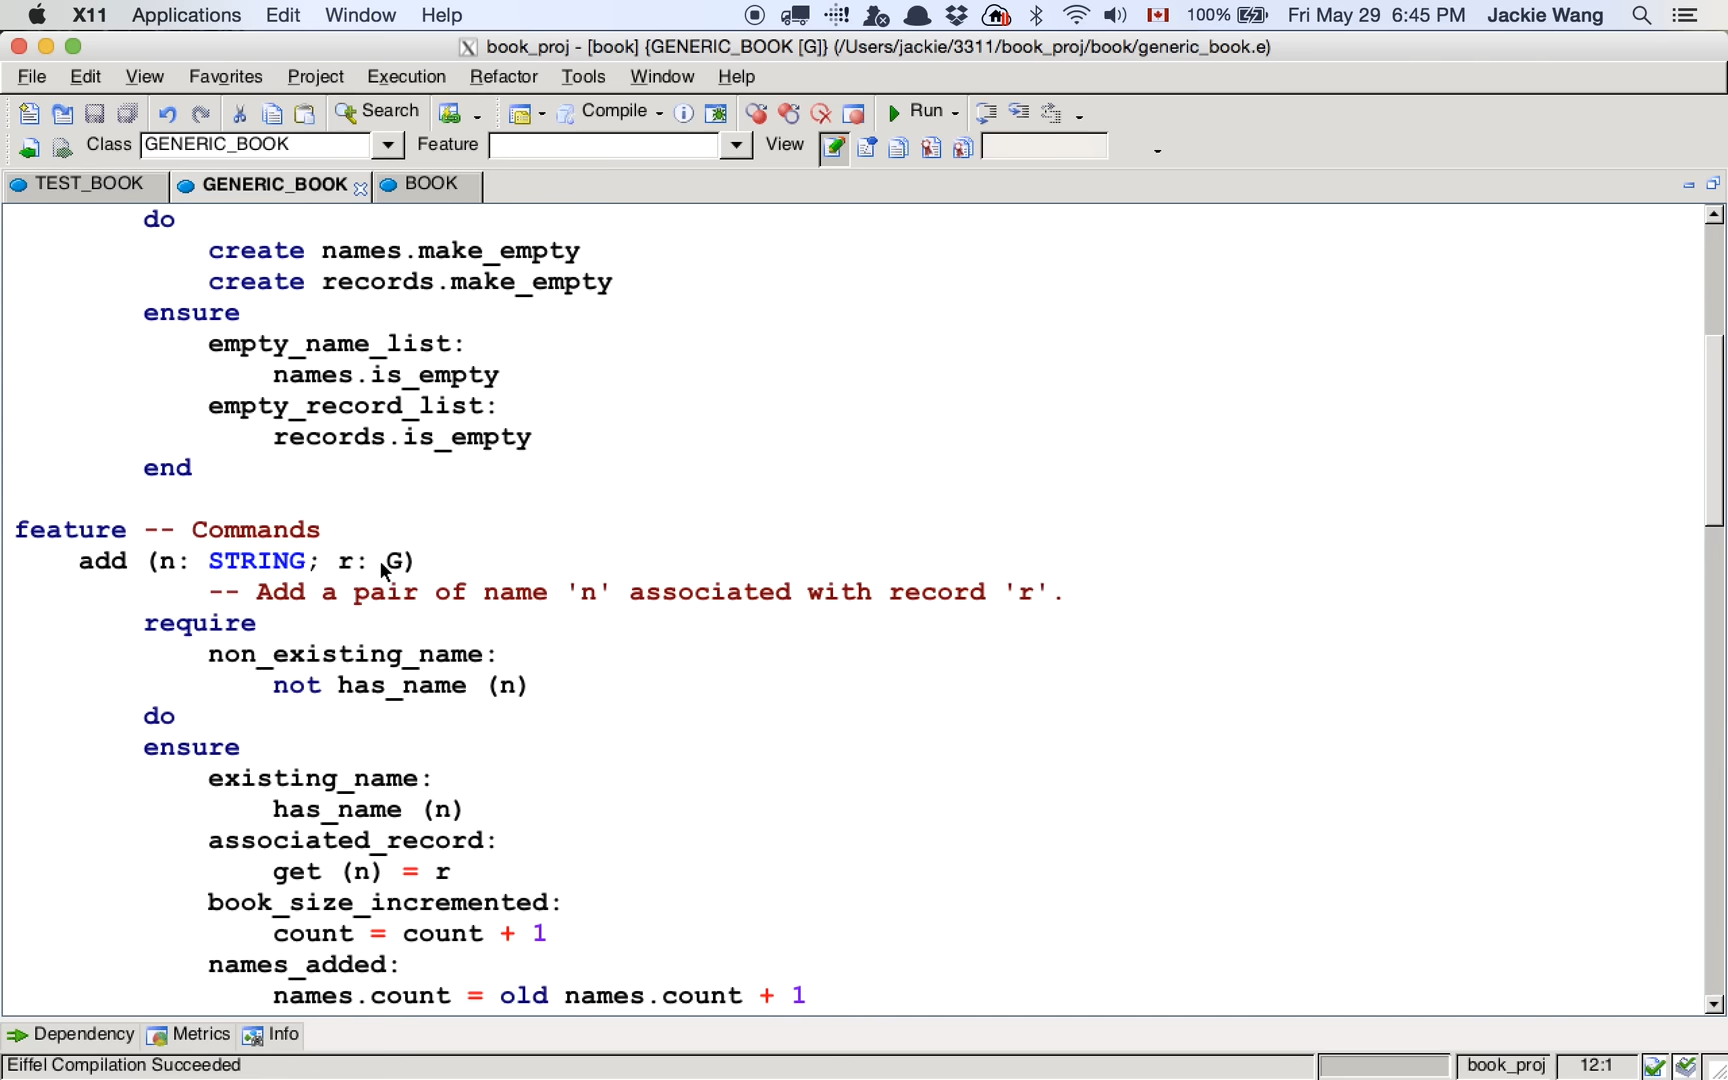 X11 Applications Edit Window Help 100% Fri May 29 6:45 PM Jackie Wang
book_proj - [book] {GENERIC_BOOK [G]} (/Users/jackie/3311/book_proj/book/generic_book.e)
File Edit View Favorites Project Execution Refactor Tools Window Help
Search Compile Run
Class GENERIC_BOOK Feature View
TEST_BOOK GENERIC_BOOK BOOK
do
create names.make_empty
create records.make_empty
ensure
empty_name_list:
names.is_empty
empty_record_list:
records.is_empty
end
feature -- Commands
add (n: STRING; r: G)
-- Add a pair of name 'n' associated with record 'r'.
require
non_existing_name:
not has_name (n)
do
ensure
existing_name:
has_name (n)
associated_record:
get (n) = r
book_size_incremented:
count = count + 1
names_added:
names.count = old names.count + 1
Dependency Metrics Info
Eiffel Compilation Succeeded book_proj 12:1